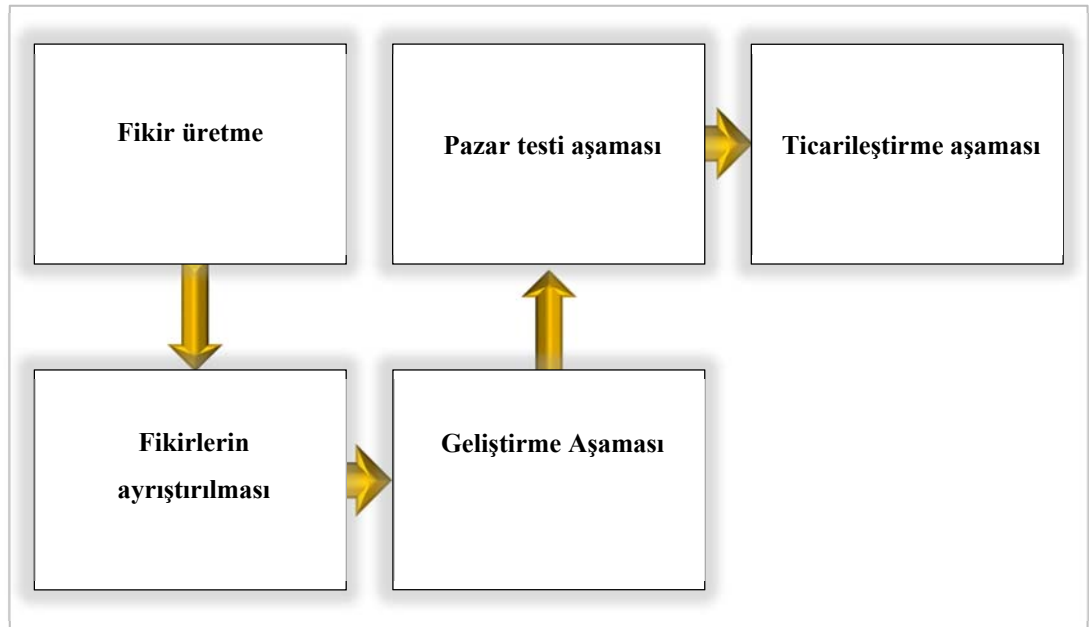 Fikir üretme
Fikirlerin
ayrıştırılması
Geliştirme Aşaması
Pazar testi aşaması
Ticarileştirme aşaması